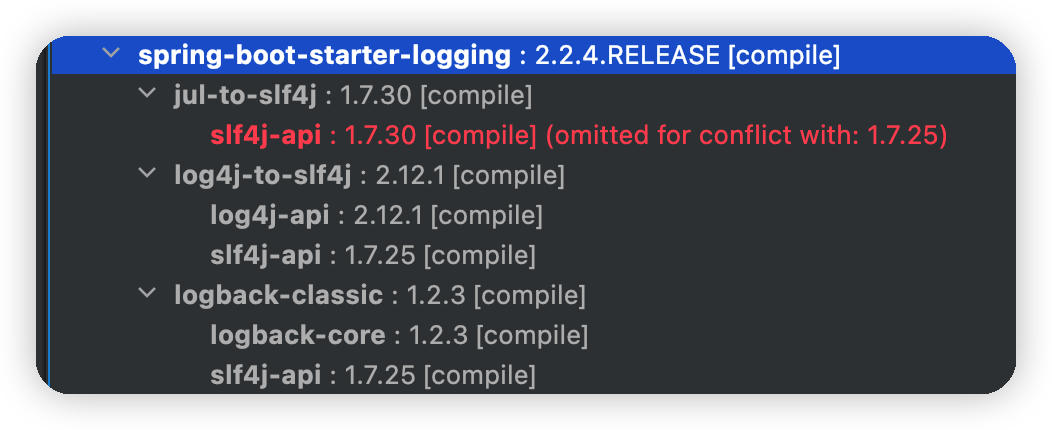 spring-boot-starter-logging : 2.2.4.RELEASE [compile]
jul-to-slf4j : 1.7.30 [compile]
slf4j-api : 1.7.30 [compile] (omitted for conflict with: 1.7.25)
log4j-to-slf4j : 2.12.1 [compile]
log4j-api : 2.12.1 [compile]
slf4j-api : 1.7.25 [compile]
logback-classic : 1.2.3 [compile]
logback-core : 1.2.3 [compile]
slf4j-api : 1.7.25 [compile]